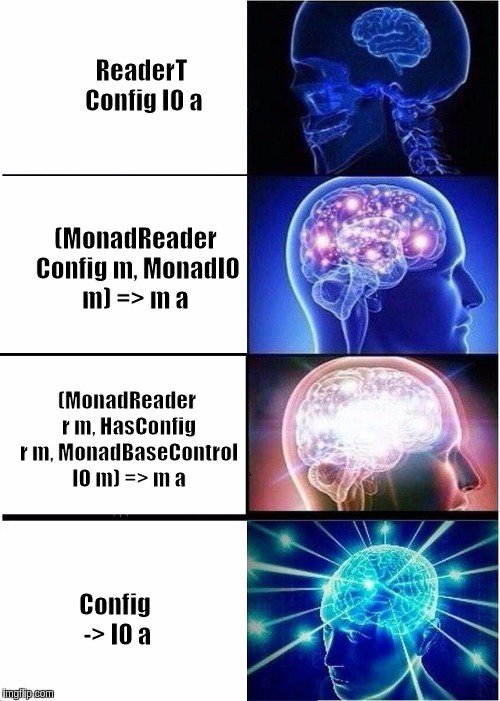 ReaderT
Config IO a
(MonadReader
Config m, MonadIO
m) => m a
(MonadReader
r m, HasConfig
r m, MonadBaseControl
IO m) => m a
Config
-> IO a
imgflip.com